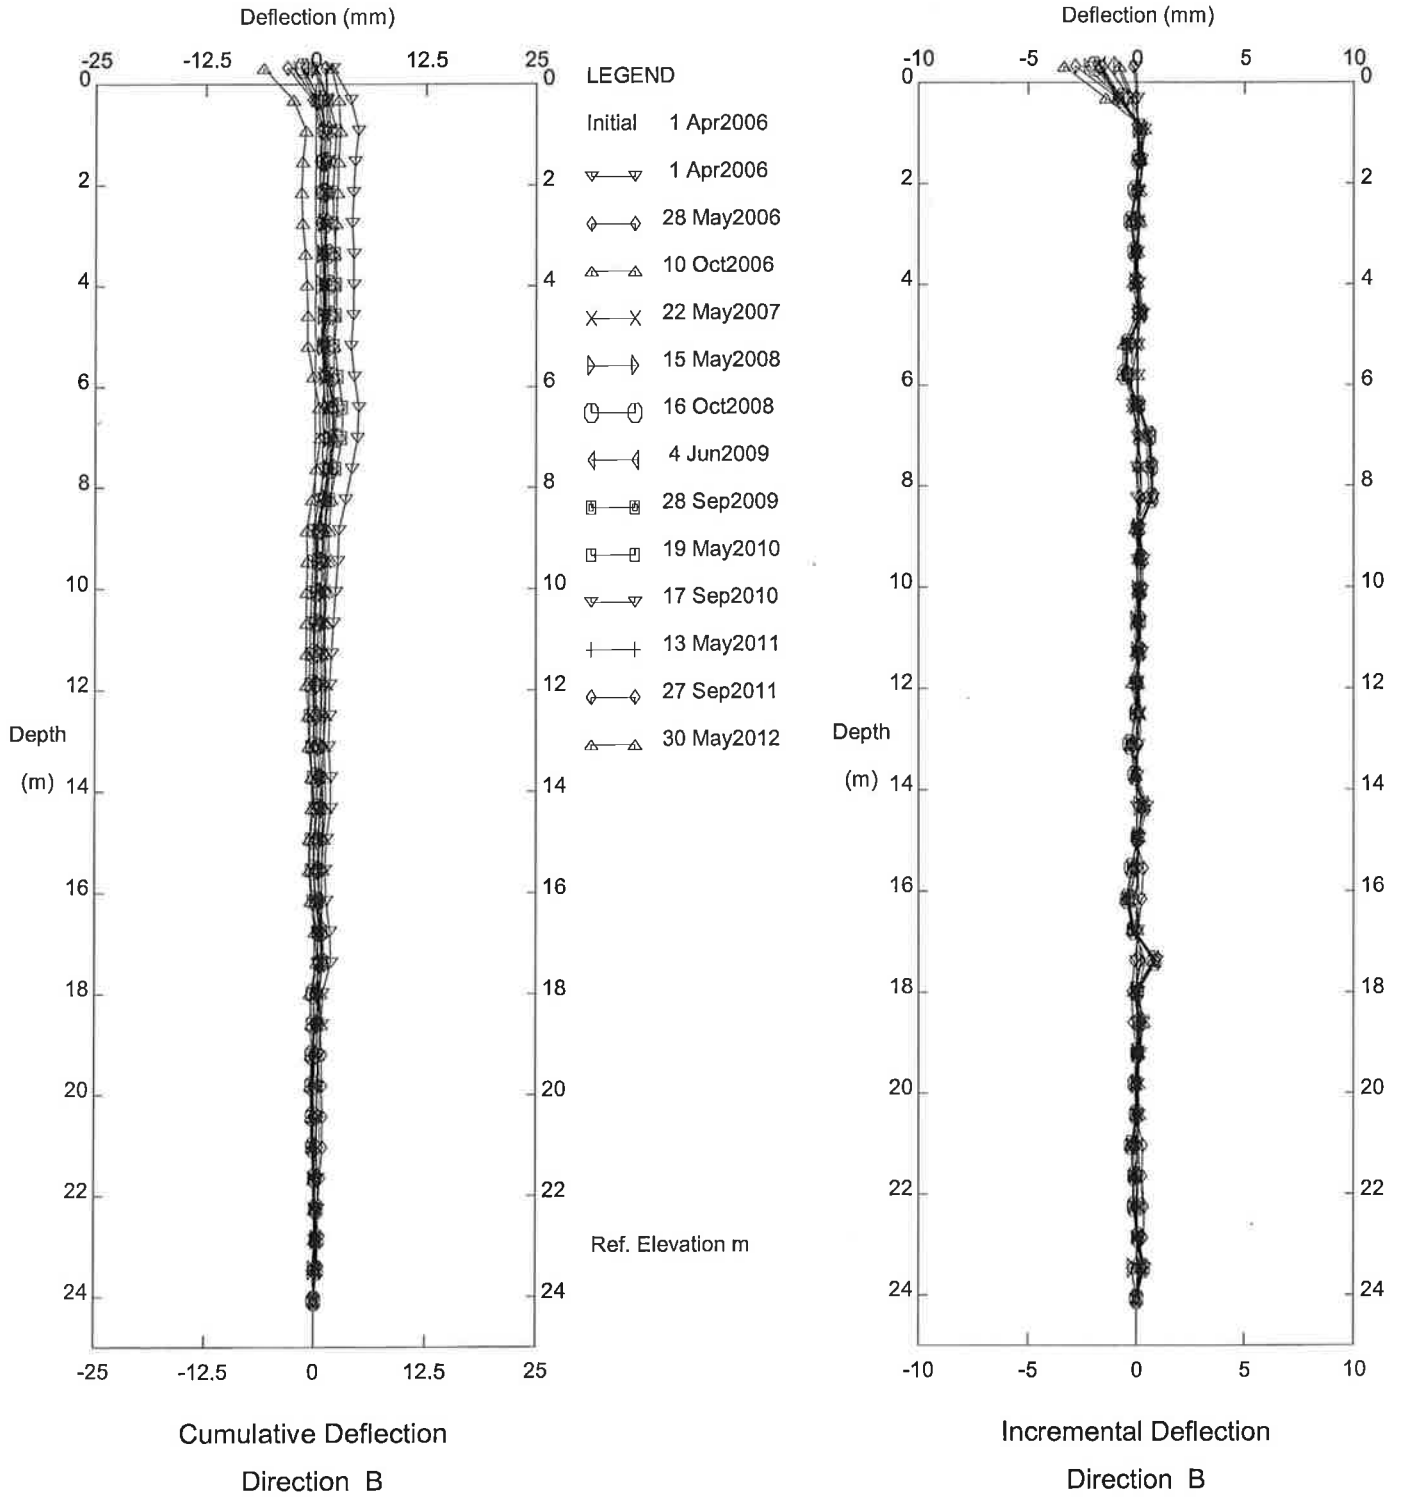 Deflection (mm)
-25 -12.5 0 12.5 25
0 0
2 2
4 4
6 6
8 8
10 10
12 12
Depth
(m)
14 14
16 16
18 18
20 20
22 22
24 24
-25 -12.5 0 12.5 25
Cumulative Deflection
Direction B
LEGEND
Initial 1 Apr2006
1 Apr2006
28 May2006
10 Oct2006
22 May2007
15 May2008
16 Oct2008
4 Jun2009
28 Sep2009
19 May2010
17 Sep2010
13 May2011
27 Sep2011
30 May2012
Ref. Elevation m
Deflection (mm)
-10 -5 0 5 10
0 0
2 2
4 4
6 6
8 8
10 10
12 12
Depth
(m)
14 14
16 16
18 18
20 20
22 22
24 24
-10 -5 0 5 10
Incremental Deflection
Direction B